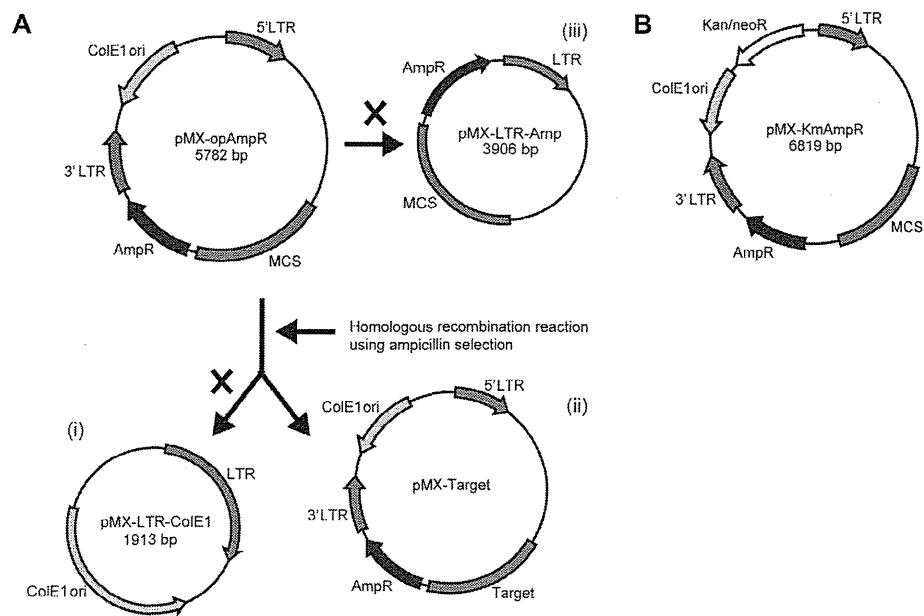 A
5'LTR
ColE1ori
pMX-opAmpR
5782 bp
3'LTR
AmpR
MCS
(iii)
AmpR
LTR
pMX-LTR-Amp
3906 bp
MCS
B
Kan/neoR
5'LTR
ColE1ori
pMX-KmAmpR
6819 bp
3'LTR
AmpR
MCS
Homologous recombination reaction
using ampicillin selection
(i)
LTR
pMX-LTR-ColE1
1913 bp
ColE1ori
(ii)
5'LTR
ColE1ori
pMX-Target
3'LTR
AmpR
Target